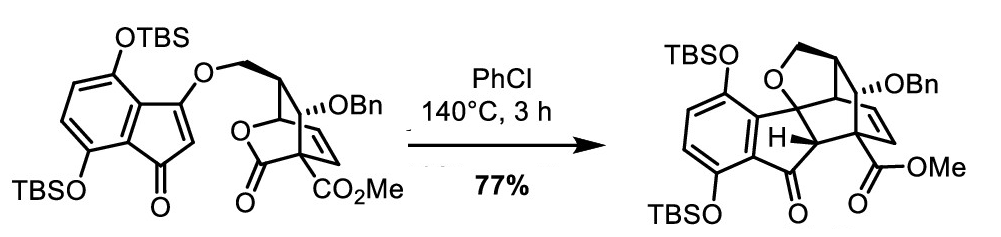 OTBS
O
OBn
O
O
CO2Me
TBSO
O
PhCl
140°C, 3 h
77%
TBSO
O
OBn
H
OMe
O
O
TBSO